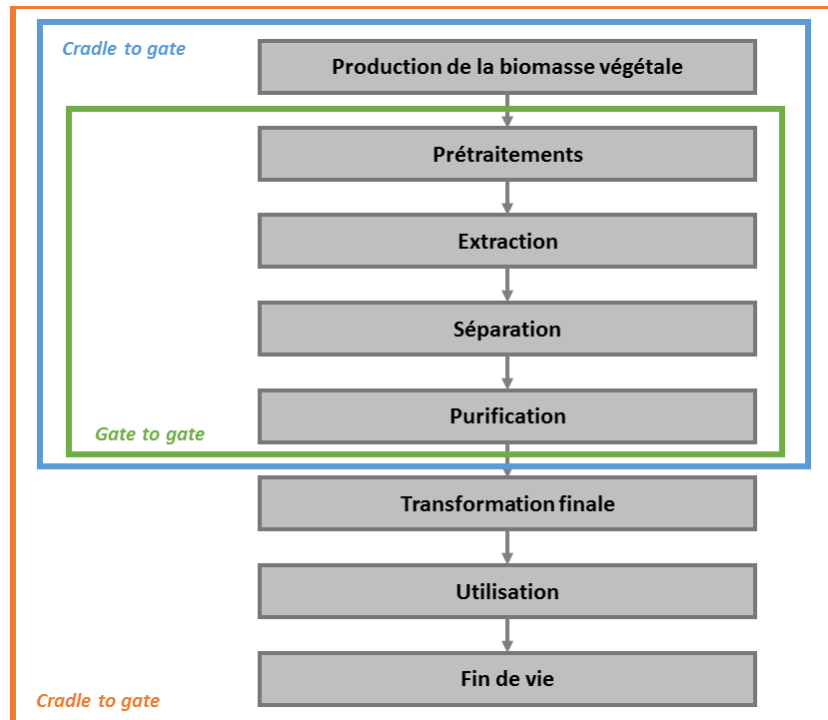 Cradle to gate
Production de la biomasse végétale
Prétraitements
Extraction
Séparation
Purification
Gate to gate
Transformation finale
Utilisation
Fin de vie
Cradle to gate